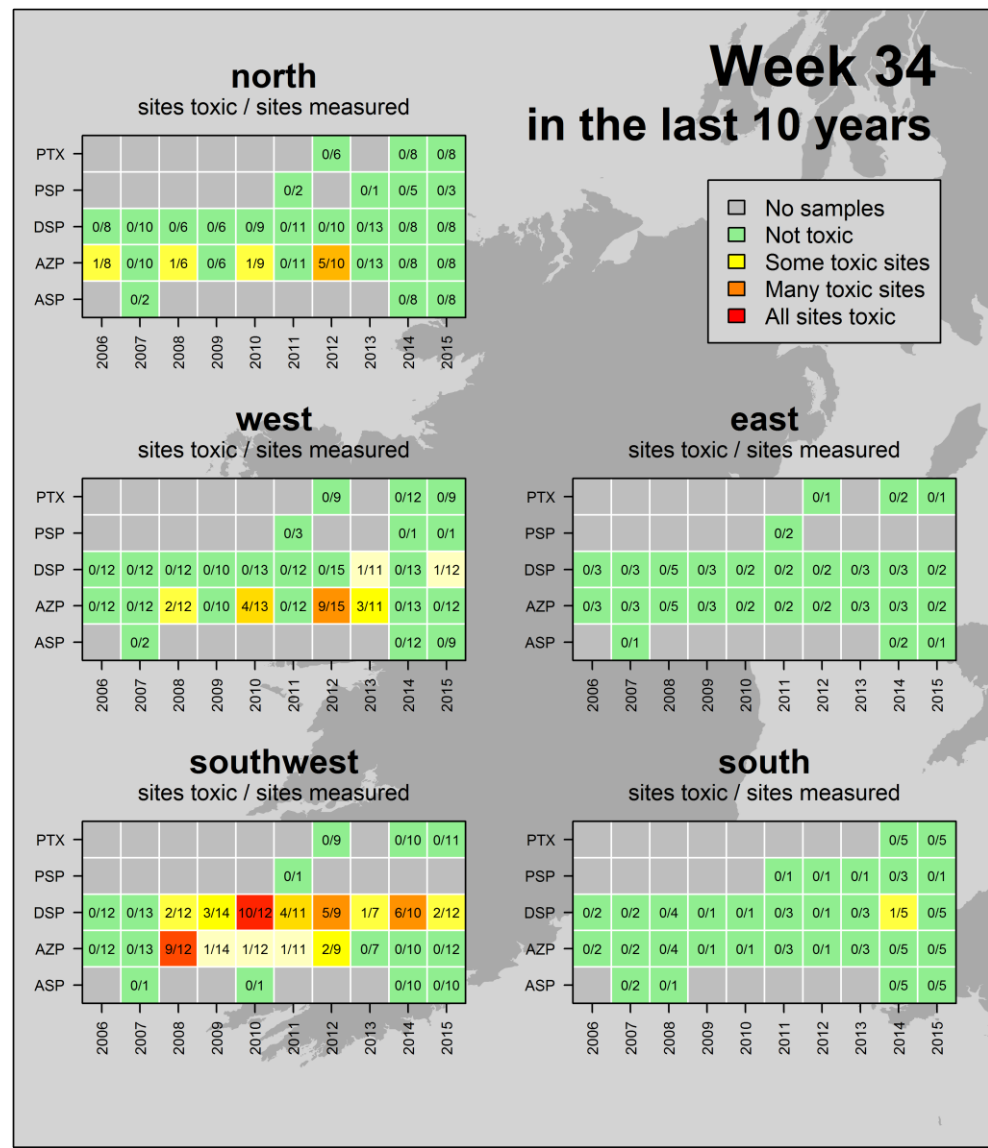 Week 34
in the last 10 years
No samples
Not toxic
Some toxic sites
Many toxic sites
All sites toxic
north
sites toxic / sites measured
PTX 0/6 0/8 0/8
PSP 0/2 0/1 0/5 0/3
DSP 0/8 0/10 0/6 0/6 0/9 0/11 0/10 0/13 0/8 0/8
AZP 1/8 0/10 1/6 0/6 1/9 0/11 5/10 0/13 0/8 0/8
ASP 0/2 0/8 0/8
2006 2007 2008 2009 2010 2011 2012 2013 2014 2015
west
sites toxic / sites measured
PTX 0/9 0/12 0/9
PSP 0/3 0/1 0/1
DSP 0/12 0/12 0/12 0/10 0/13 0/12 0/15 1/11 0/13 1/12
AZP 0/12 0/12 2/12 0/10 4/13 0/12 9/15 3/11 0/13 0/12
ASP 0/2 0/12 0/9
2006 2007 2008 2009 2010 2011 2012 2013 2014 2015
east
sites toxic / sites measured
PTX 0/1 0/2 0/1
PSP 0/2
DSP 0/3 0/3 0/5 0/3 0/2 0/2 0/2 0/3 0/3 0/2
AZP 0/3 0/3 0/5 0/3 0/2 0/2 0/2 0/3 0/3 0/2
ASP 0/1 0/2 0/1
2006 2007 2008 2009 2010 2011 2012 2013 2014 2015
southwest
sites toxic / sites measured
PTX 0/9 0/10 0/11
PSP 0/1
DSP 0/12 0/13 2/12 3/14 10/12 4/11 5/9 1/7 6/10 2/12
AZP 0/12 0/13 9/12 1/14 1/12 1/11 2/9 0/7 0/10 0/12
ASP 0/1 0/1 0/10 0/10
2006 2007 2008 2009 2010 2011 2012 2013 2014 2015
south
sites toxic / sites measured
PTX 0/5 0/5
PSP 0/1 0/1 0/1 0/3 0/1
DSP 0/2 0/2 0/4 0/1 0/1 0/3 0/1 0/3 1/5 0/5
AZP 0/2 0/2 0/4 0/1 0/1 0/3 0/1 0/3 0/5 0/5
ASP 0/2 0/1 0/5 0/5
2006 2007 2008 2009 2010 2011 2012 2013 2014 2015